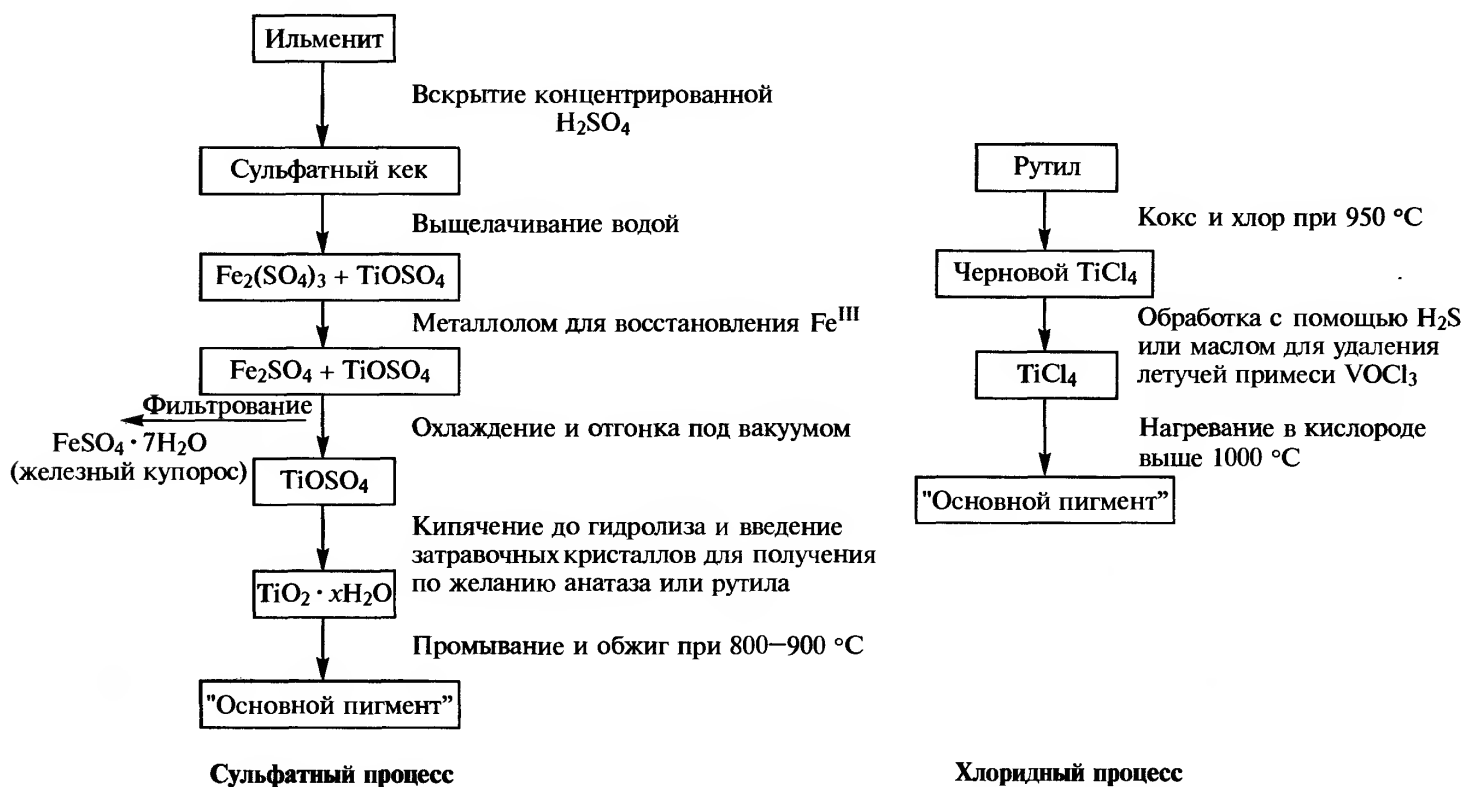 Ильменит
Вскрытие концентрированной
H₂SO₄
Сульфатный кек
Выщелачивание водой
Fe₂(SO₄)₃ + TiOSO₄
Металлолом для восстановления Feᴵᴵᴵ
Fe₂SO₄ + TiOSO₄
Фильтрование
FeSO₄ · 7H₂O
(железный купорос)
Охлаждение и отгонка под вакуумом
TiOSO₄
Кипячение до гидролиза и введение
затравочных кристаллов для получения
по желанию анатаза или рутила
TiO₂ · xH₂O
Промывание и обжиг при 800—900 °C
"Основной пигмент”
Сульфатный процесс
Рутил
Кокс и хлор при 950 °C
Черновой TiCl₄
Обработка с помощью H₂S
или маслом для удаления
летучей примеси VOCl₃
TiCl₄
Нагревание в кислороде
выше 1000 °C
"Основной пигмент”
Хлоридный процесс